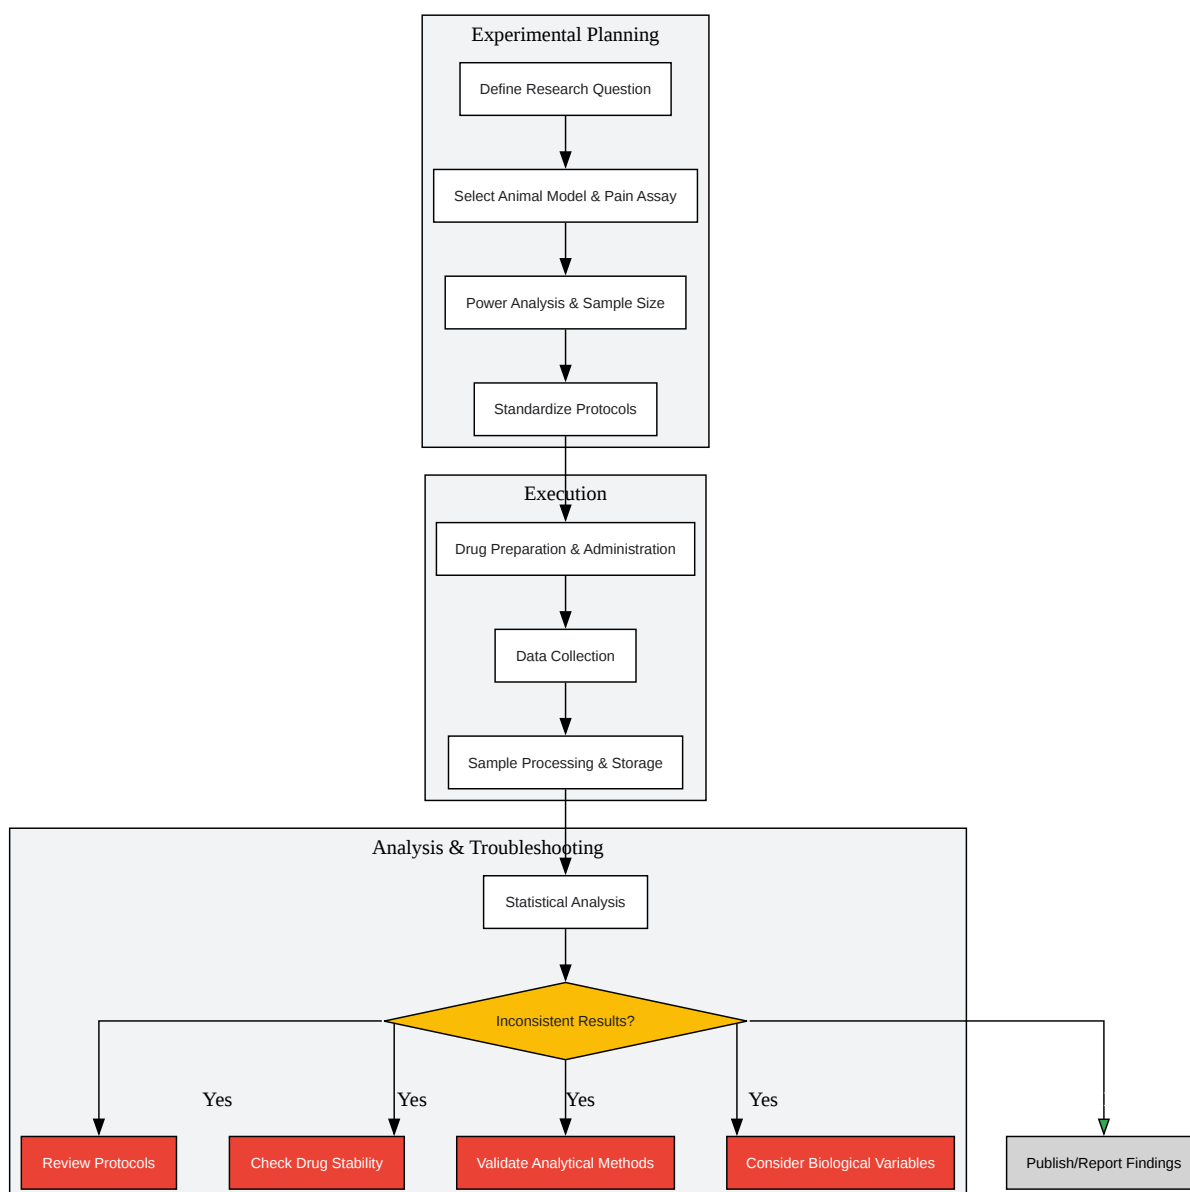 Experimental Planning
Define Research Question
Select Animal Model & Pain Assay
Power Analysis & Sample Size
Standardize Protocols
Execution
Drug Preparation & Administration
Data Collection
Sample Processing & Storage
Analysis & Troubleshooting
Statistical Analysis
Inconsistent Results?
Yes
Yes
Yes
Yes
Review Protocols
Check Drug Stability
Validate Analytical Methods
Consider Biological Variables
Publish/Report Findings